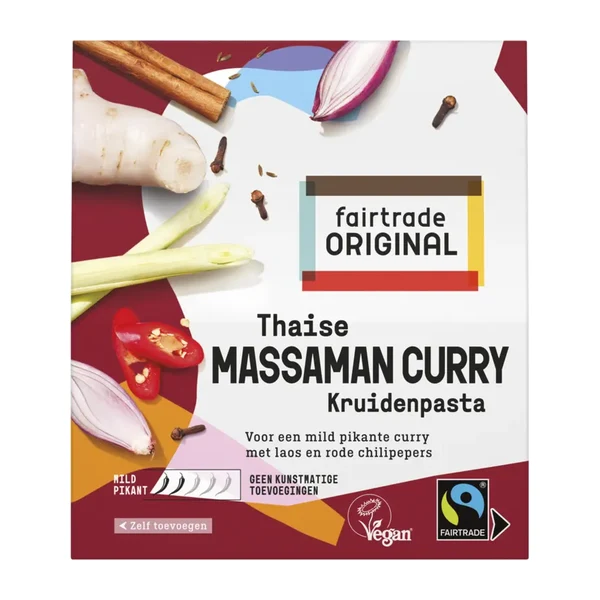 fairtrade
ORIGINAL
Thaise
MASSAMAN CURRY
Kruidenpasta
Voor een mild pikante curry
met laos en rode chilipepers
MILD
PIKANT
GEEN KUNSTMATIGE
TOEVOEGINGEN
Zelf toevoegen
Vegan
FAIRTRADE